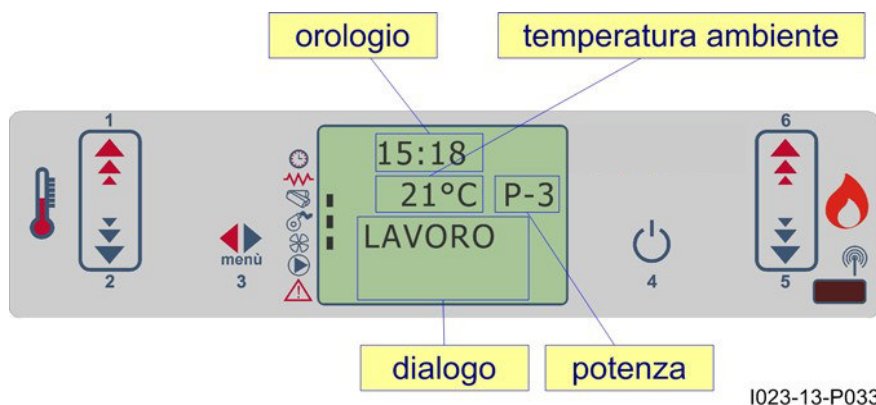 orologio
temperatura ambiente
1
6
15:18
21°C
P-3
LAVORO
menù
2
3
4
5
dialogo
potenza
I023-13-P033